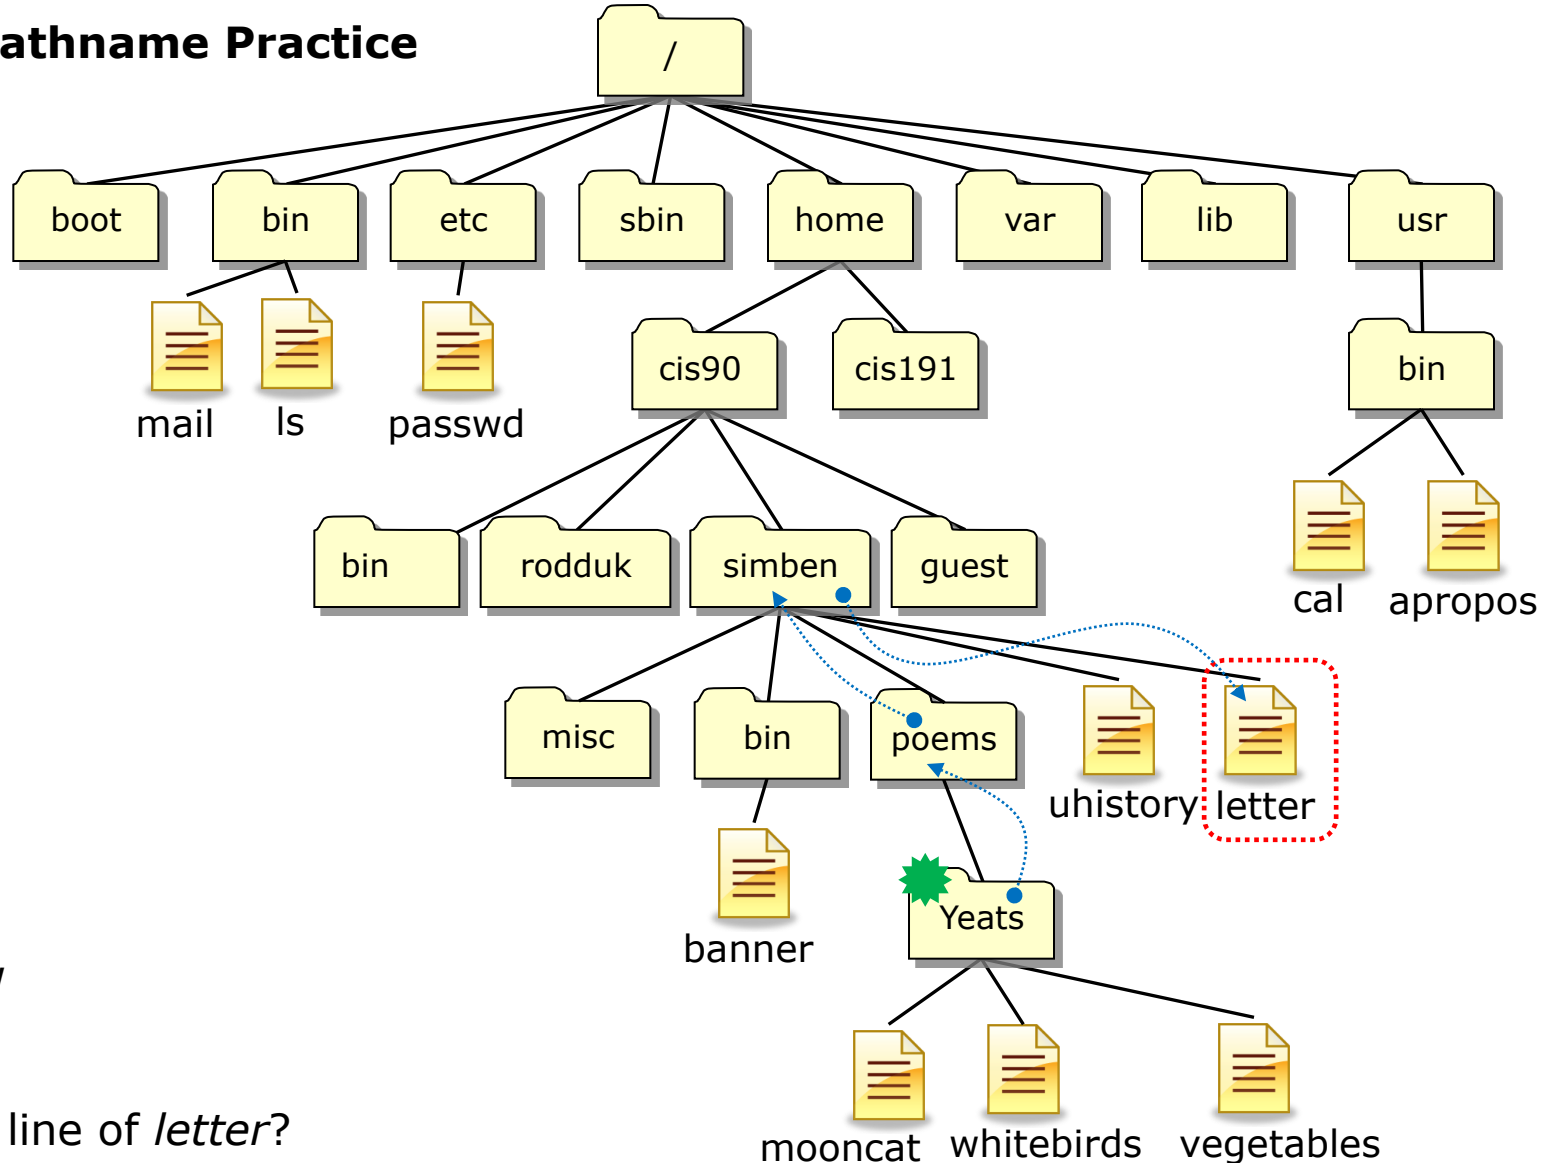 athname Practice
/
boot bin etc sbin home var lib usr
mail ls passwd
cis90 cis191 bin
bin rodduk simben guest
cal apropos
misc bin poems
uhistory letter
banner
Yeats
line of letter?
mooncat whitebirds vegetables